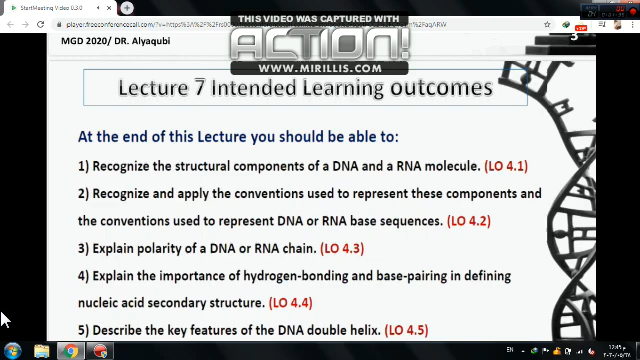 StartMeeting Video 0.3.0
THIS VIDEO WAS CAPTURED WITH
ACTION!
WWW.MIRILLIS.COM
MGD 2020/ DR. Alyaqubi
3
Lecture 7 Intended Learning outcomes
At the end of this Lecture you should be able to:
1) Recognize the structural components of a DNA and a RNA molecule. (LO 4.1)
2) Recognize and apply the conventions used to represent these components and
the conventions used to represent DNA or RNA base sequences. (LO 4.2)
3) Explain polarity of a DNA or RNA chain. (LO 4.3)
4) Explain the importance of hydrogen-bonding and base-pairing in defining
nucleic acid secondary structure. (LO 4.4)
5) Describe the key features of the DNA double helix. (LO 4.5)
EN